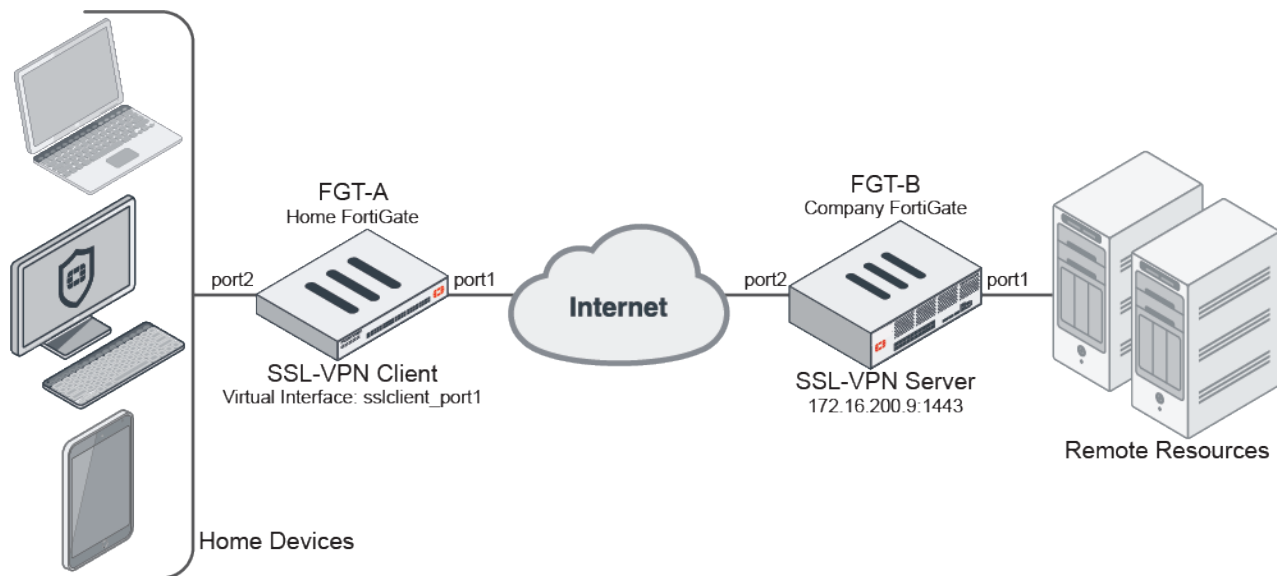 FGT-A
Home FortiGate
port2
port1
SSL-VPN Client
Virtual Interface: sslclient_port1
Internet
FGT-B
Company FortiGate
port2
port1
SSL-VPN Server
172.16.200.9:1443
Remote Resources
Home Devices